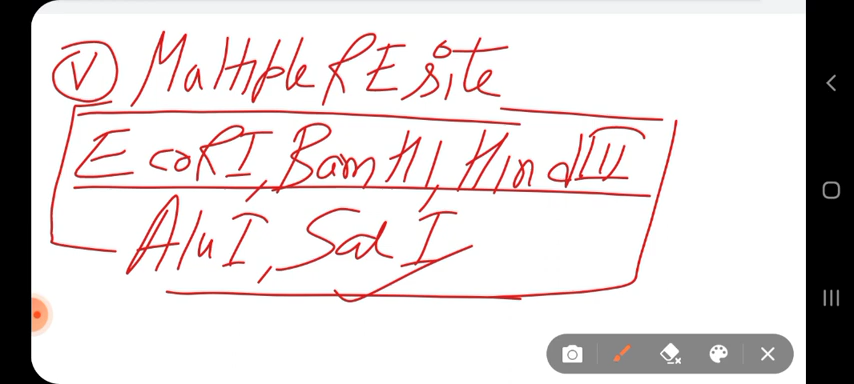 V Multiple RE site
EcoRI, BamHI, HindIII
AluI, SalI